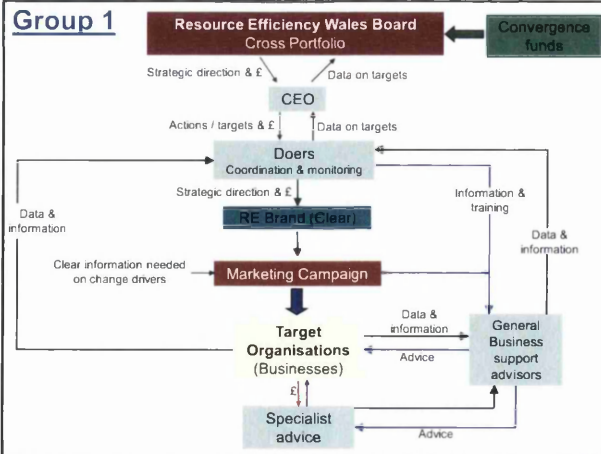 Group 1
Resource Efficiency Wales Board
Cross Portfolio
Convergence
funds
Strategic direction & £
Data on targets
CEO
Actions / targets & £
Data on targets
Doers
Coordination & monitoring
Strategic direction & £
Information &
training
RE Brand (Clear)
Data &
information
Data &
information
Clear information needed
on change drivers
Marketing Campaign
Target
Organisations
(Businesses)
Data &
information
Advice
General
Business
support
advisors
£
Specialist
advice
Advice